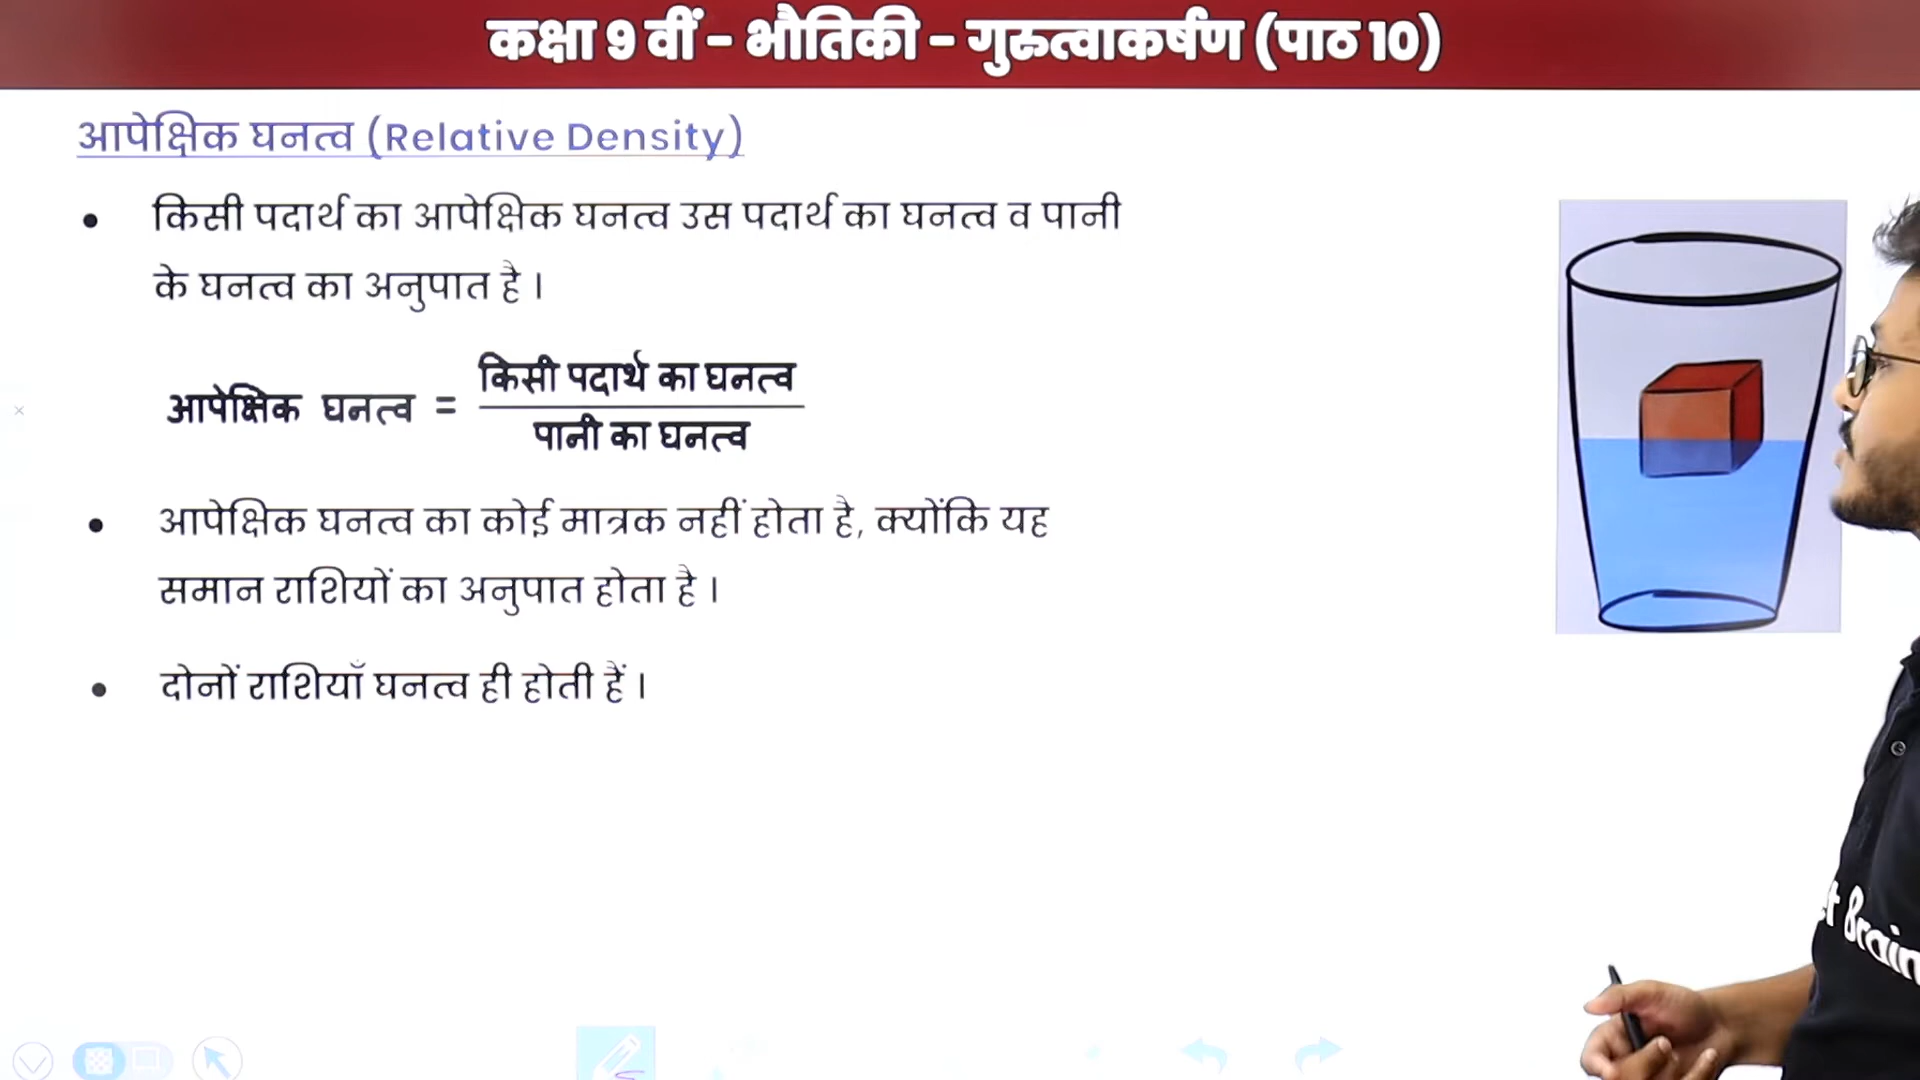 कक्षा 9 वीं - भौतिकी - गुरुत्वाकर्षण (पाठ 10)
आपेक्षिक घनत्व (Relative Density)
• किसी पदार्थ का आपेक्षिक घनत्व उस पदार्थ का घनत्व व पानी
के घनत्व का अनुपात है ।
आपेक्षिक घनत्व = किसी पदार्थ का घनत्व
पानी का घनत्व
• आपेक्षिक घनत्व का कोई मात्रक नहीं होता है, क्योंकि यह
समान राशियों का अनुपात होता है ।
• दोनों राशियाँ घनत्व ही होती हैं ।